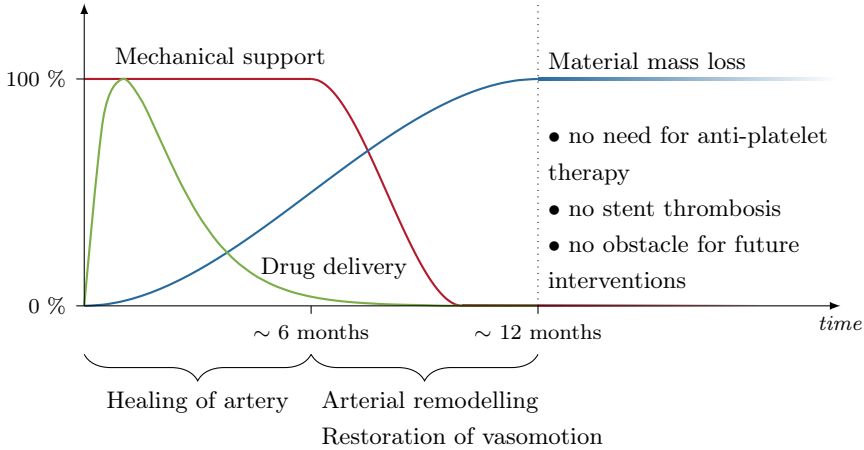 Mechanical support
Material mass loss
100 %
● no need for anti-platelet
therapy
● no stent thrombosis
● no obstacle for future
interventions
Drug delivery
0 %
time
∼ 6 months
∼ 12 months
Healing of artery
Arterial remodelling
Restoration of vasomotion